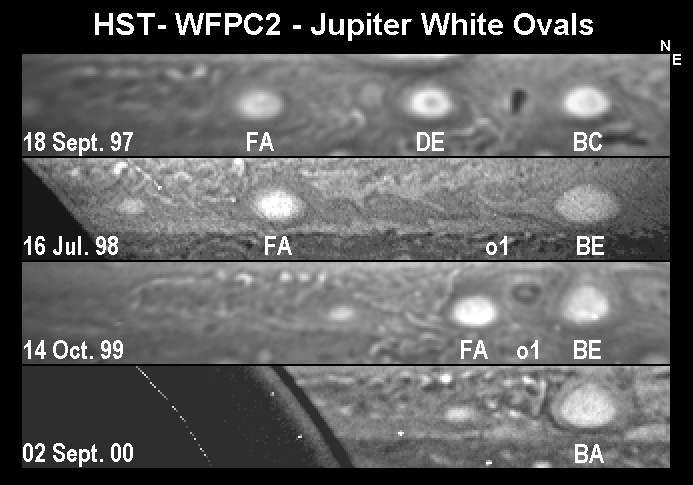 HST- WFPC2 - Jupiter White Ovals
N
E
18 Sept. 97 FA DE BC
16 Jul. 98 FA o1 BE
14 Oct. 99 FA o1 BE
02 Sept. 00 BA